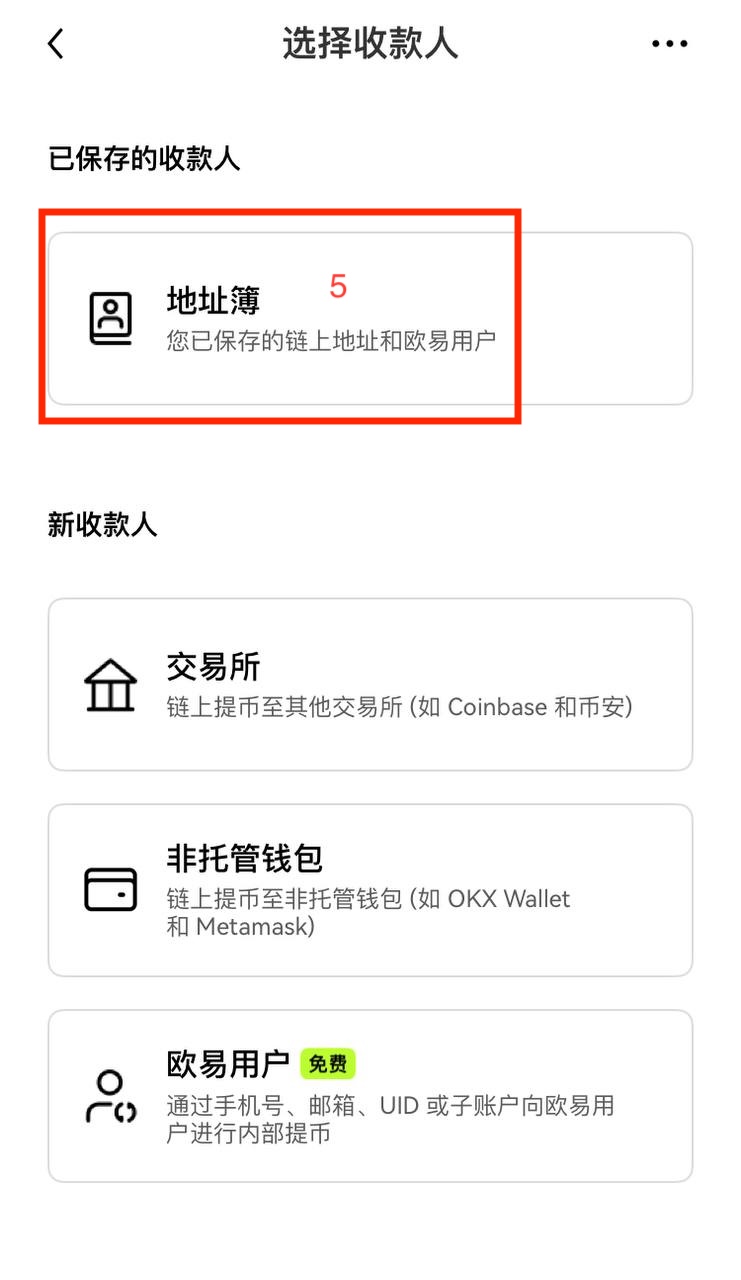 选择收款人
已保存的收款人
地址簿 5
您已保存的链上地址和欧易用户
新收款人
交易所
链上提币至其他交易所 (如 Coinbase 和币安)
非托管钱包
链上提币至非托管钱包 (如 OKX Wallet
和 Metamask)
欧易用户 免费
通过手机号、邮箱、UID 或子账户向欧易用
户进行内部提币